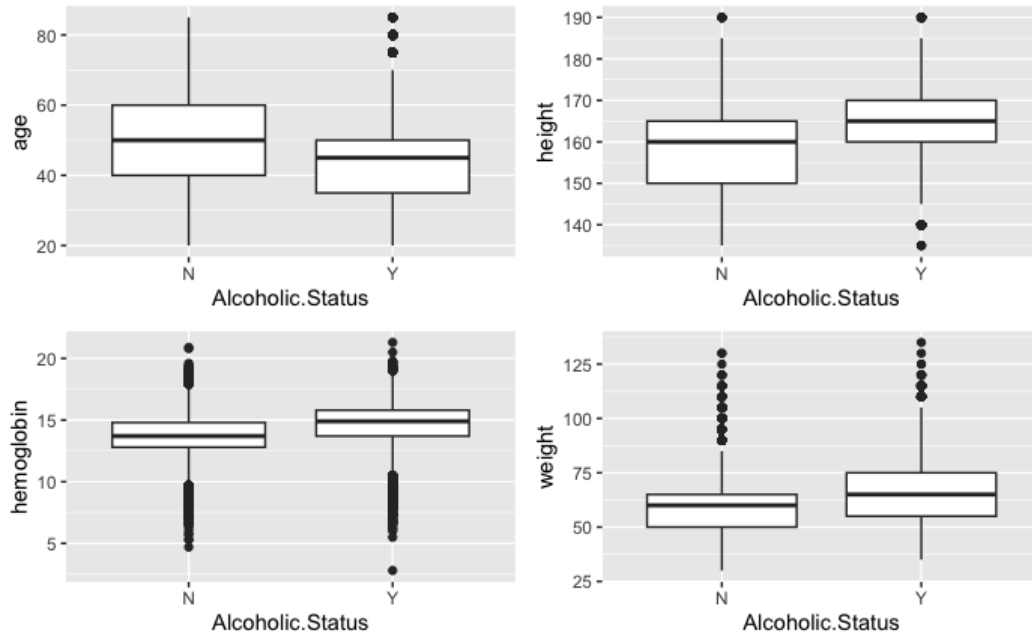 age
80
60
40
20
N
Y
Alcoholic.Status
height
190
180
170
160
150
140
N
Y
Alcoholic.Status
hemoglobin
20
15
10
5
N
Y
Alcoholic.Status
weight
125
100
75
50
25
N
Y
Alcoholic.Status